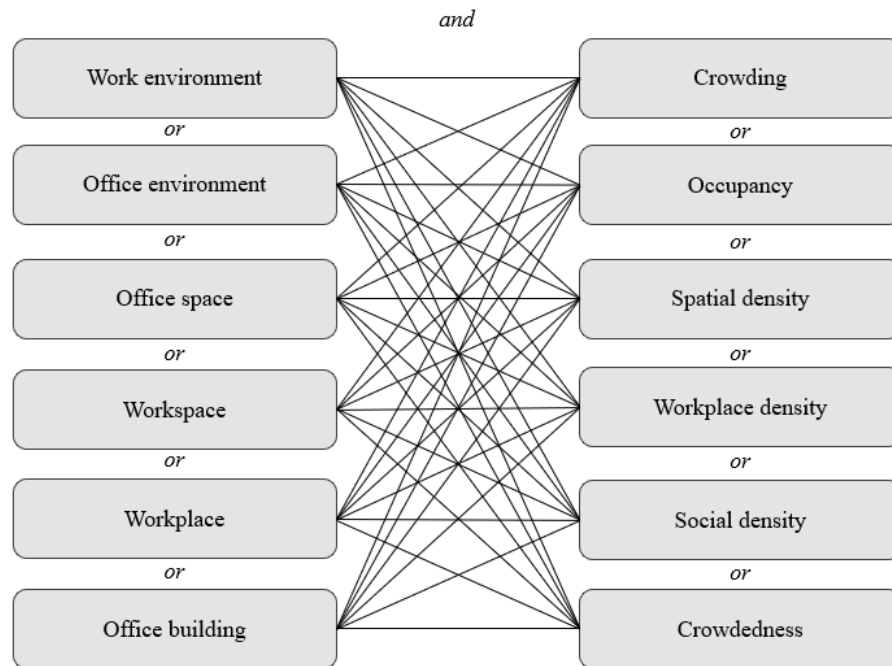 and
Work environment
Crowding
or
or
Office environment
Occupancy
or
or
Office space
Spatial density
or
or
Workspace
Workplace density
or
or
Workplace
Social density
or
or
Office building
Crowdedness